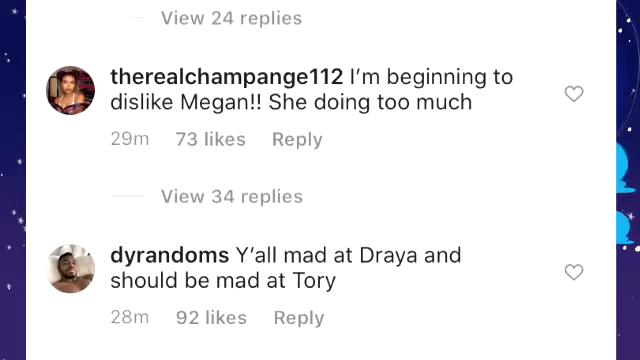 View 24 replies
therealchampange112 I'm beginning to
dislike Megan!! She doing too much
29m 73 likes Reply
View 34 replies
dyrandoms Y'all mad at Draya and
should be mad at Tory
28m 92 likes Reply